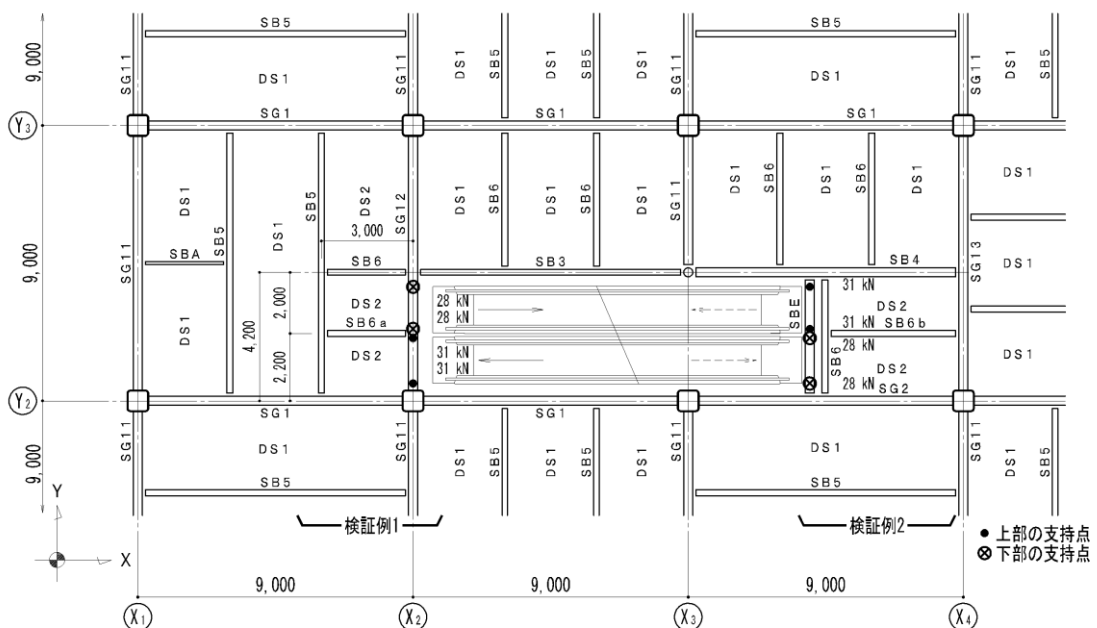 SB5
SB5
9,000
SG11
SG11
DS1
SB5
DS1
SB5
DS1
SG11
SG11
DS1
SB5
DS1
DS1
SG1
SG1
SG1
Y3
DS1
SB5
DS1
SB5
DS2
SG12
DS1
SB6
DS1
SB6
DS1
SG11
DS1
SB6
DS1
SB6
DS1
SG13
DS1
3,000
9,000
SG11
SBA
SB6
SB3
SB4
DS1
2,000
4,200
DS2
28 kN
28 kN
SBE
31 kN
DS2
SB6a
31 kN
SB6b
DS1
2,200
DS2
31 kN
31 kN
SB6
28 kN
DS2
DS1
28 kN
Y2
SG1
SG1
SG2
9,000
SG11
DS1
SG11
DS1
SB5
DS1
SB5
DS1
SG11
DS1
SG11
DS1
SB5
DS1
SB5
SB5
検証例1
検証例2
Y
X
●上部の支持点
⊗下部の支持点
9,000
9,000
9,000
X1
X2
X3
X4